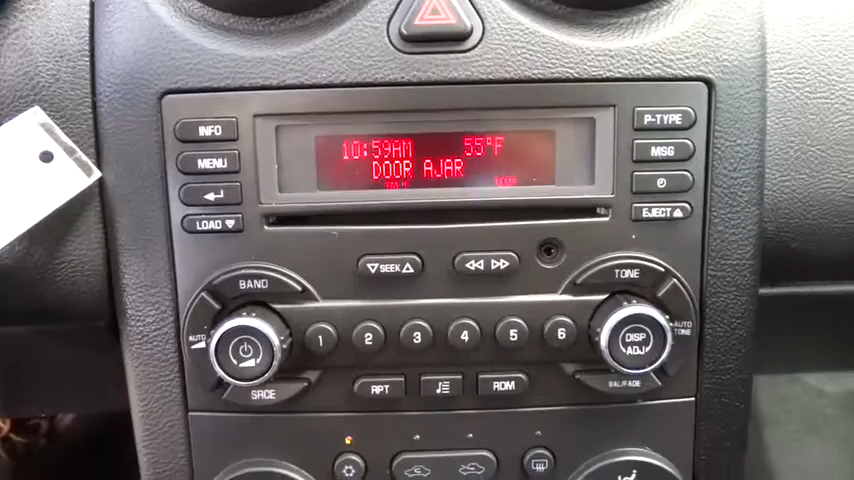 INFO
P-TYPE
10:59AM 55°F
MENU
MSG
DOOR AJAR
LOAD
EJECT
SEEK
BAND
TONE
AUTO
1 2 3 4 5 6
AUTO TONE
DISP
ADJ
SRCE
RPT
RDM
BAL/FADE